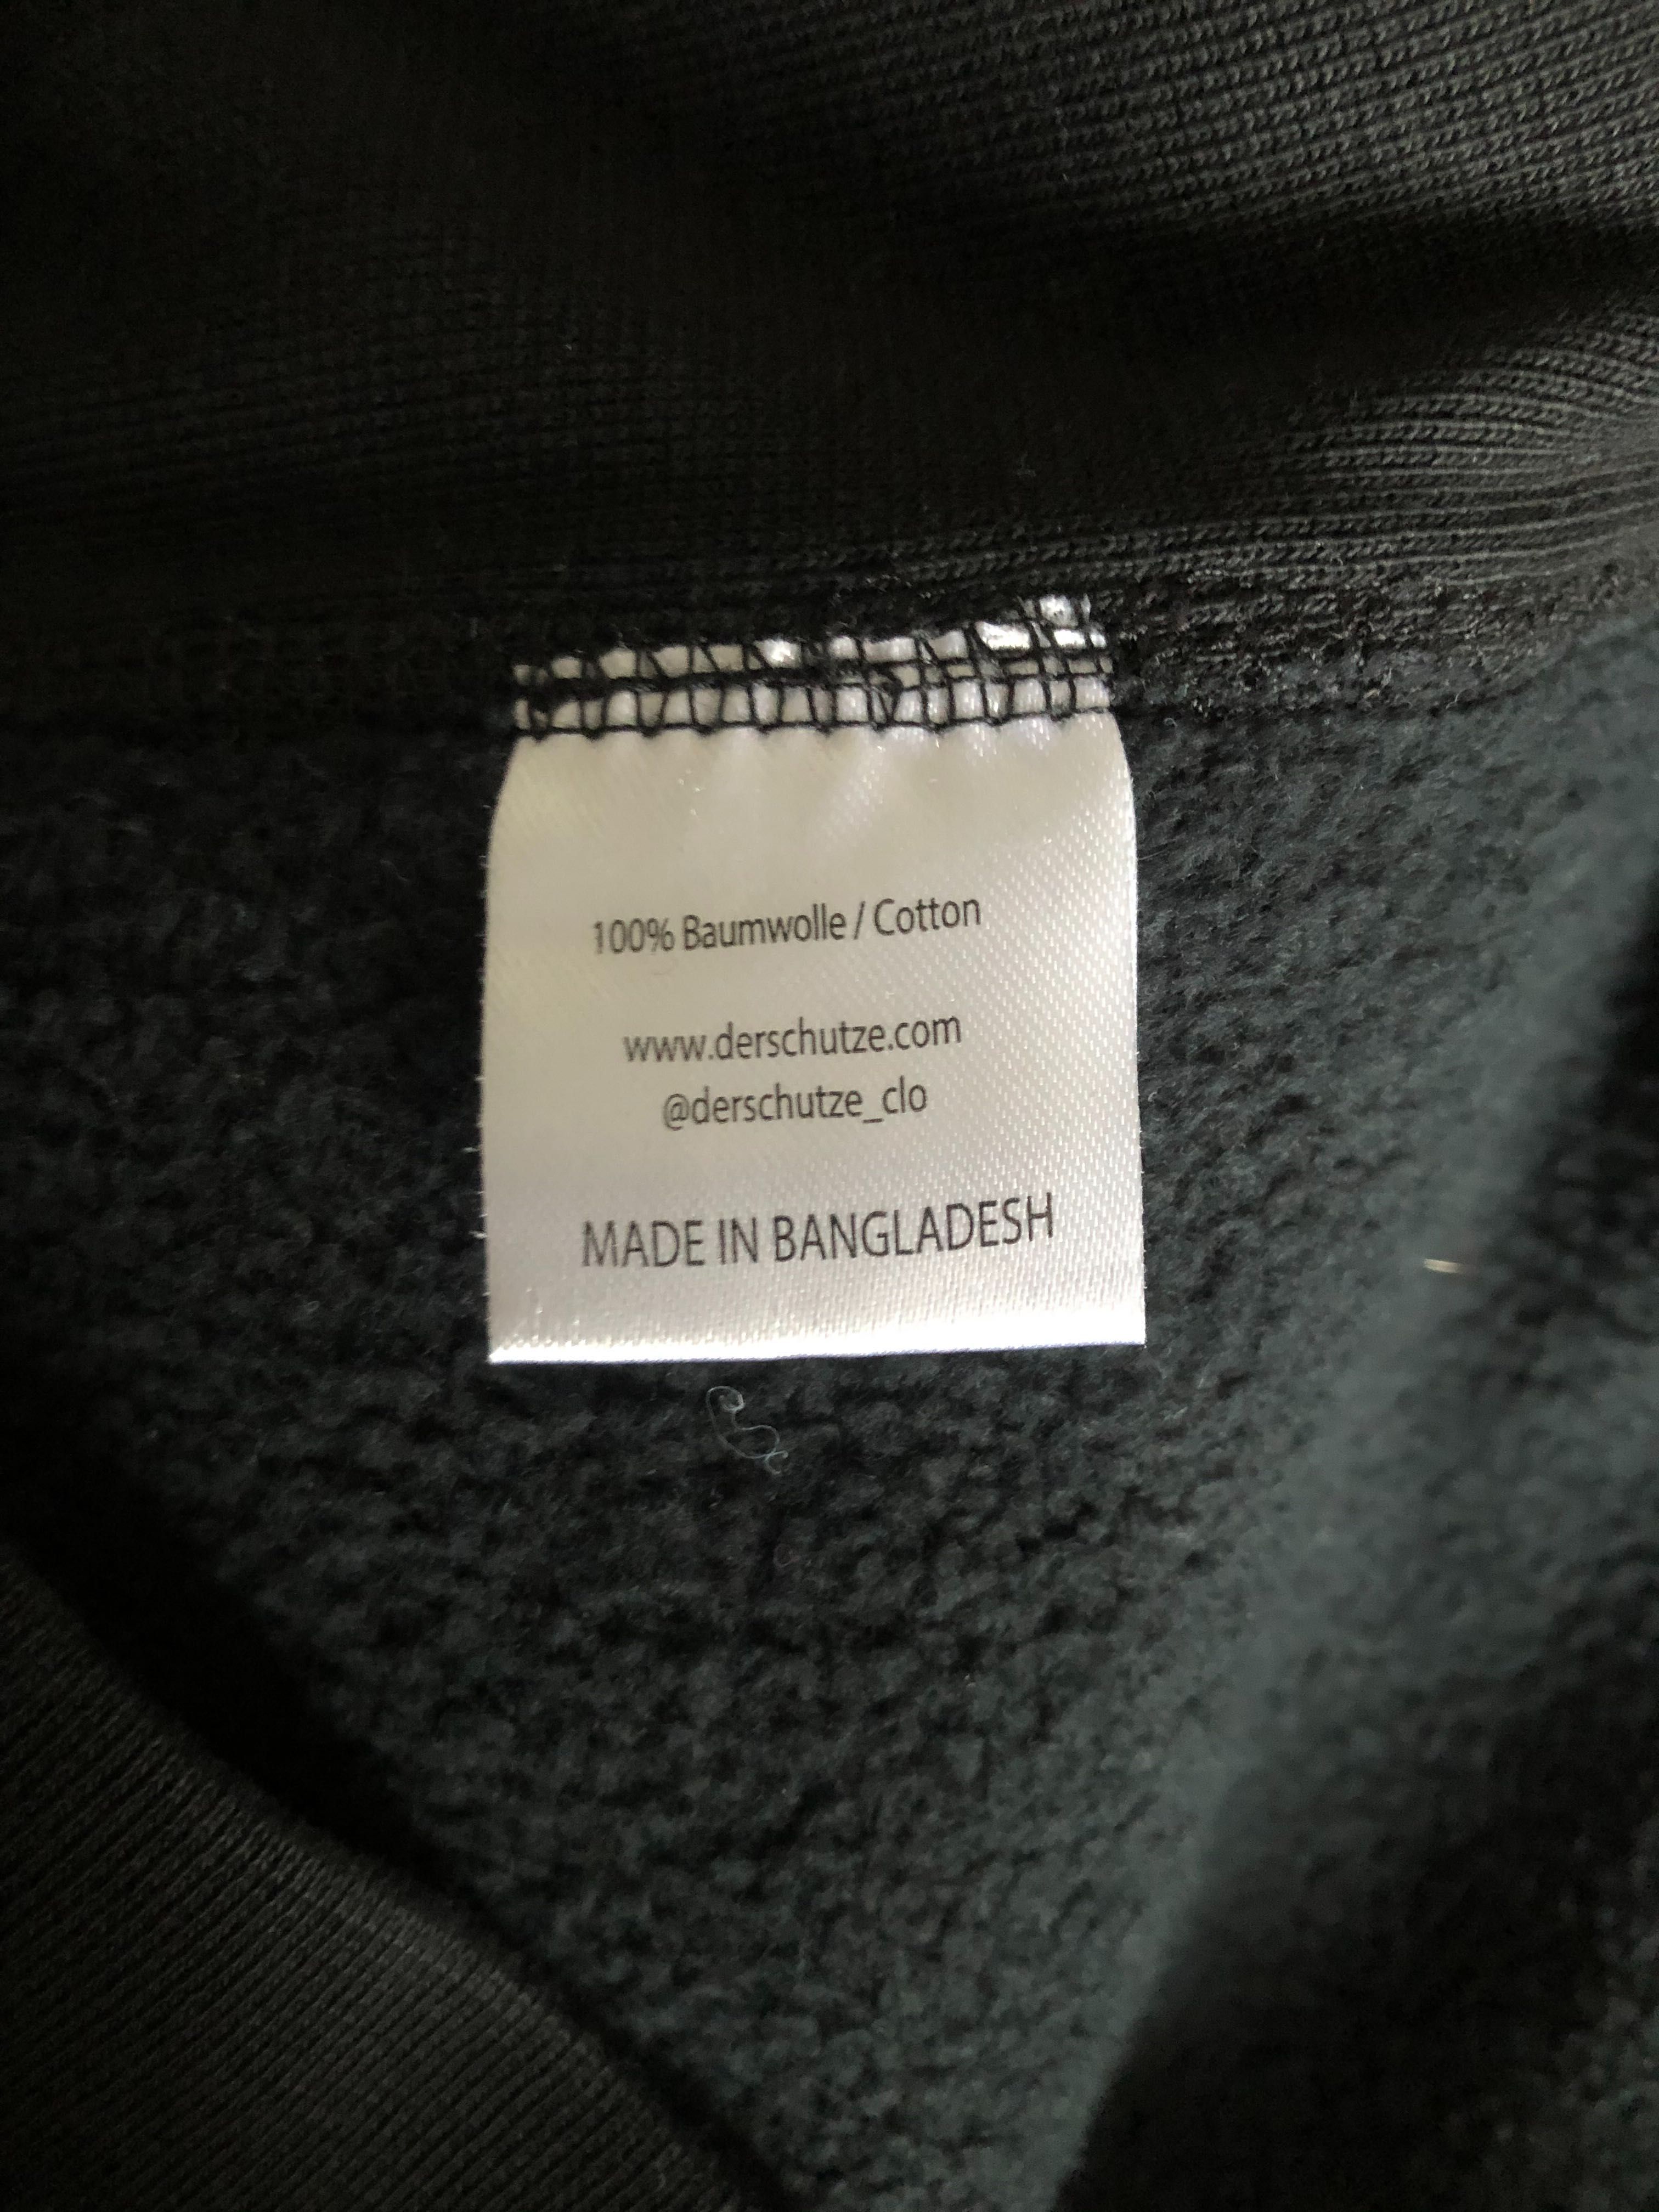 100% Baumwolle / Cotton
www.derschutze.com
@derschutze_clo
MADE IN BANGLADESH